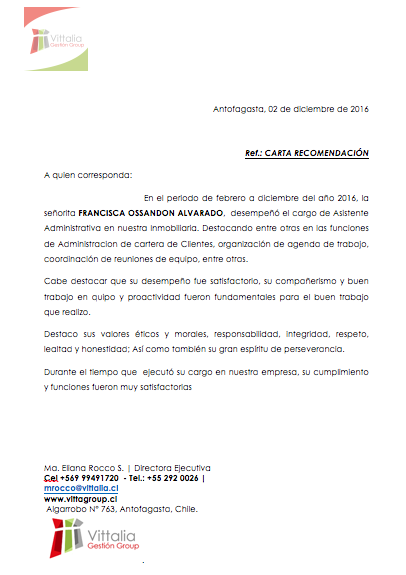 Vittalia
Gestión Group
Antofagasta, 02 de diciembre de 2016
Ref.: CARTA RECOMENDACIÓN
A quien corresponda:
En el periodo de febrero a diciembre del año 2016, la
señorita FRANCISCA OSSANDON ALVARADO, desempeñó el cargo de Asistente
Administrativa en nuestra Inmobiliaria. Destacando entre otros en las funciones
de Administracion de cartera de Clientes, organización de agenda de trabajo,
coordinación de reuniones de equipo, entre otras.
Cabe destacar que su desempeño fue satisfactorio, su compañerismo y buen
trabajo en quipo y proactividad fueron fundamentales para el buen trabajo
que realizo.
Destaco sus valores éticos y morales, responsabilidad, integridad, respeto,
lealtad y honestidad; Así como también su gran espíritu de perseverancia.
Durante el tiempo que ejecutó su cargo en nuestra empresa, su cumplimiento
y funciones fueron muy satisfactorias
Ma. Eliana Rocco S. | Directora Ejecutiva
Cel +569 99491720 - Tel.: +55 292 0026 |
mrocco@vittalia.cl
www.vittagroup.cl
Algarrobo N° 763, Antofagasta, Chile.
Vittalia
Gestión Group